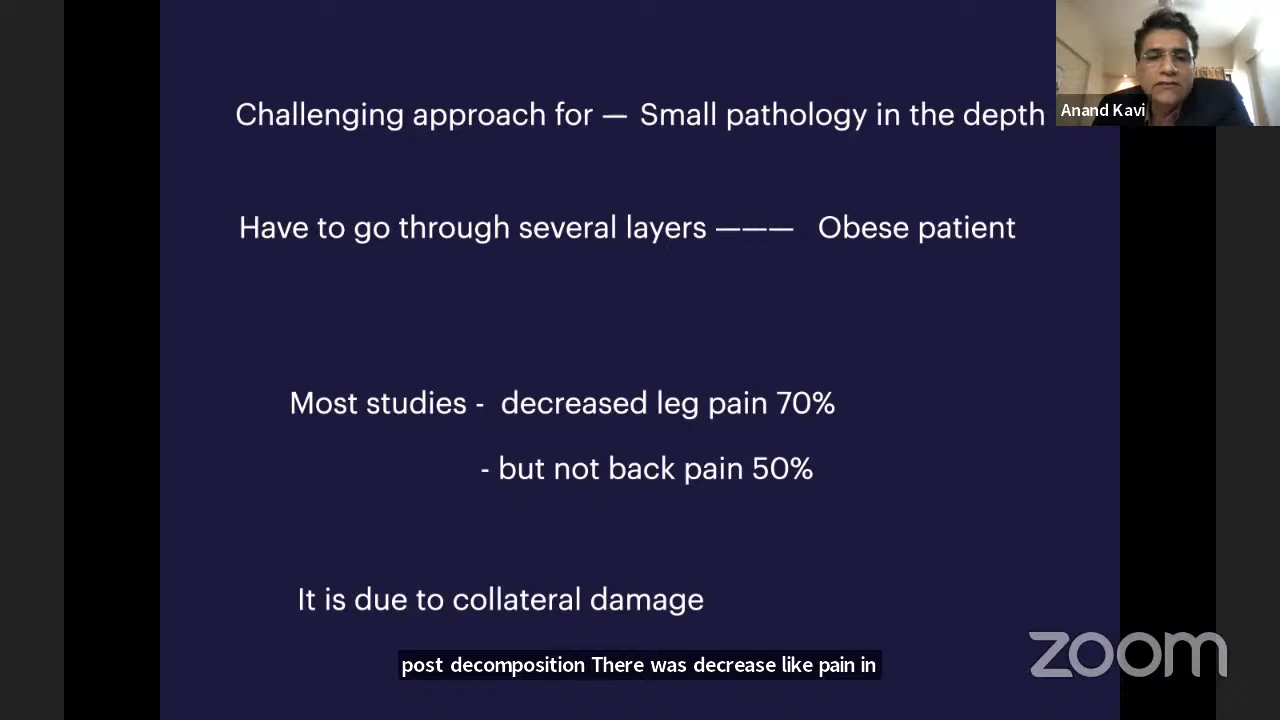 Challenging approach for — Small pathology in the depth
Anand Kavi
Have to go through several layers ——— Obese patient
Most studies - decreased leg pain 70%
- but not back pain 50%
It is due to collateral damage
post decomposition There was decrease like pain in
zoom